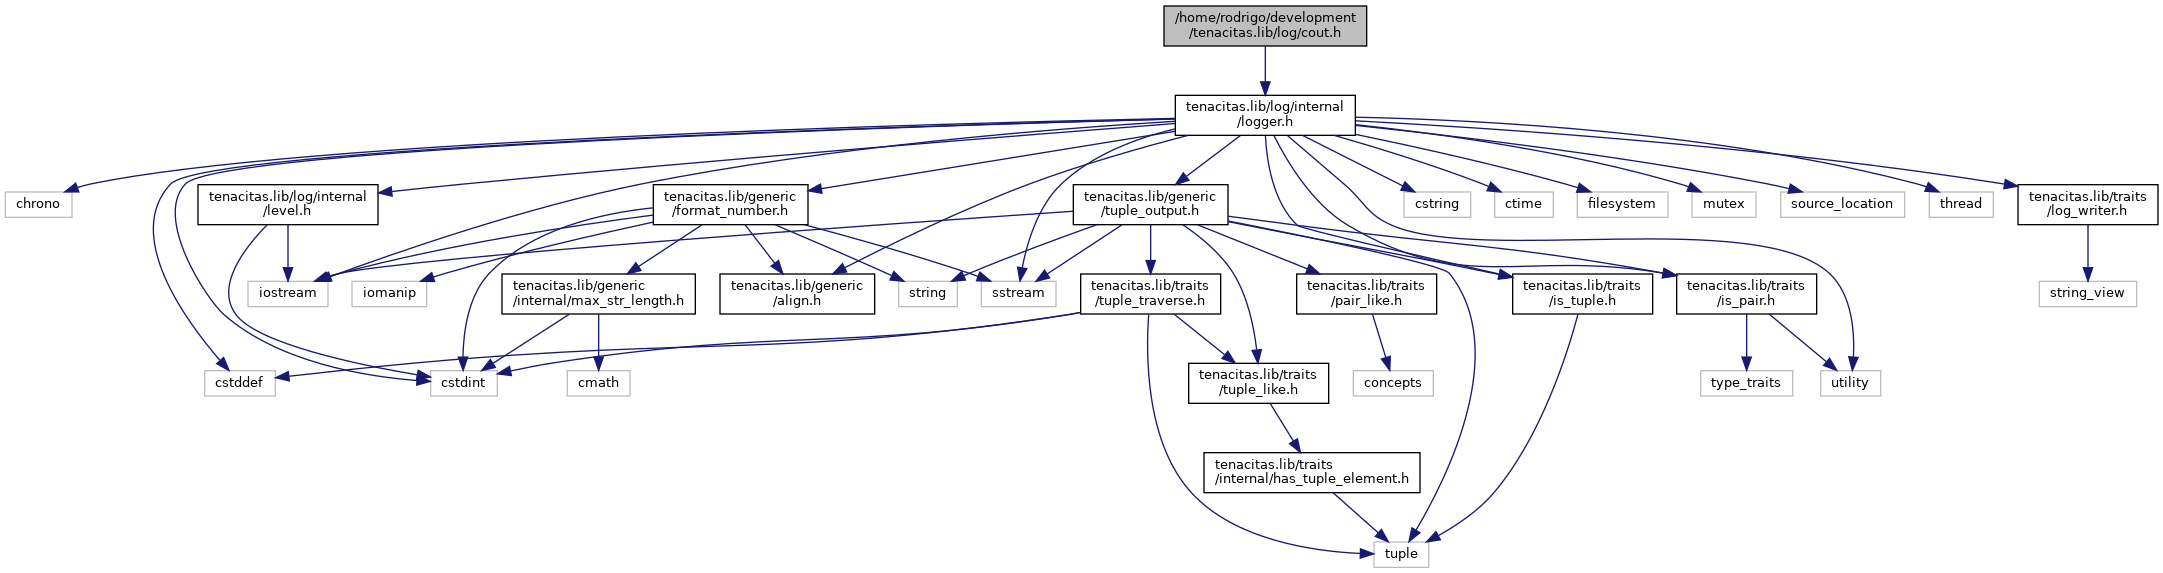 /home/rodrigo/development
/tenacitas.lib/log/cout.h
tenacitas.lib/log/internal
/logger.h
chrono
tenacitas.lib/log/internal
/level.h
tenacitas.lib/generic
/format_number.h
tenacitas.lib/generic
/tuple_output.h
cstring
ctime
filesystem
mutex
source_location
thread
tenacitas.lib/traits
/log_writer.h
iostream
iomanip
tenacitas.lib/generic
/internal/max_str_length.h
tenacitas.lib/generic
/align.h
string
sstream
tenacitas.lib/traits
/tuple_traverse.h
tenacitas.lib/traits
/pair_like.h
tenacitas.lib/traits
/is_tuple.h
tenacitas.lib/traits
/is_pair.h
string_view
cstddef
cstdint
cmath
tenacitas.lib/traits
/tuple_like.h
concepts
type_traits
utility
tenacitas.lib/traits
/internal/has_tuple_element.h
tuple